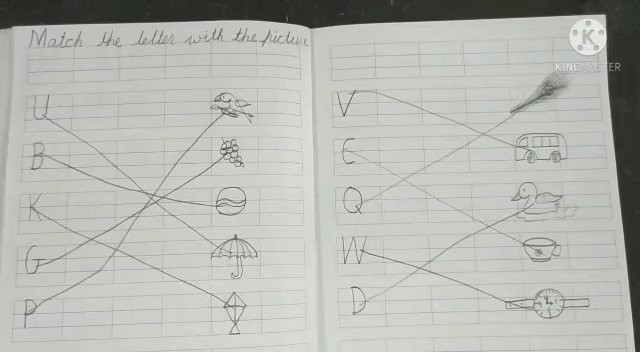 Match the letter with the picture
U
B
K
G
P
V
E
Q
W
D
K
KINEMASTER